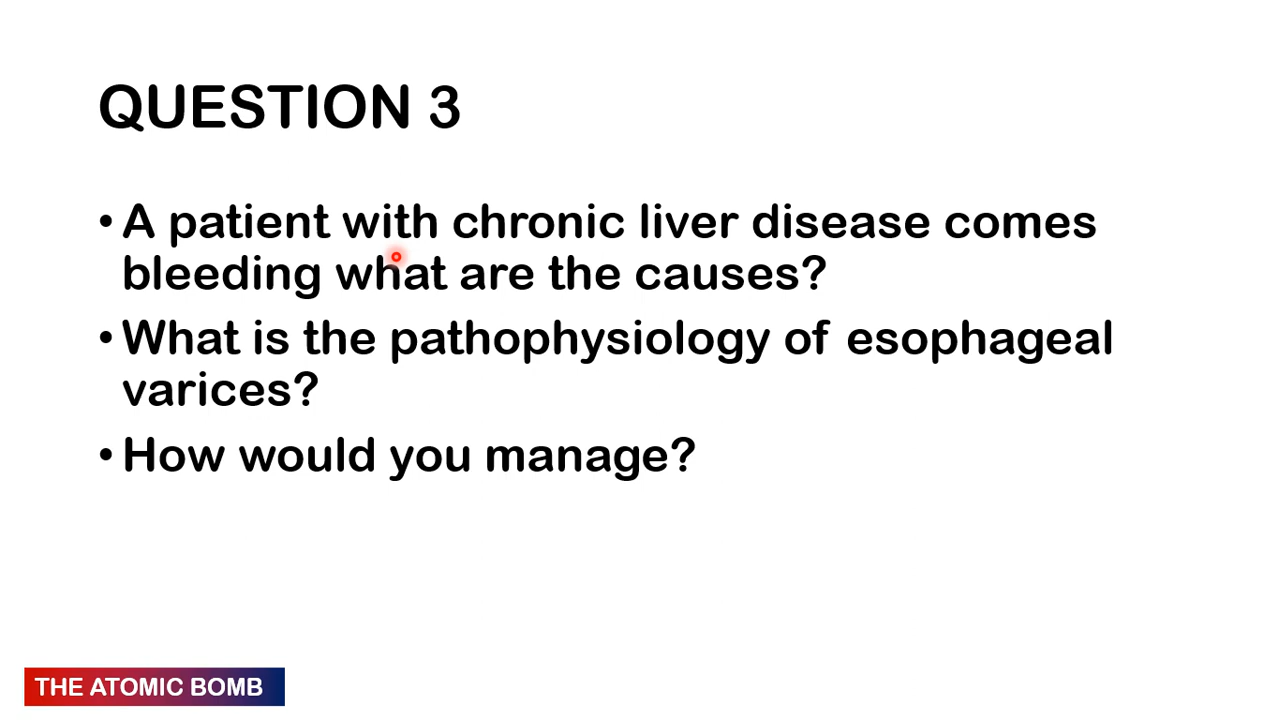 QUESTION 3
• A patient with chronic liver disease comes
bleeding what are the causes?
• What is the pathophysiology of esophageal
varices?
• How would you manage?
THE ATOMIC BOMB